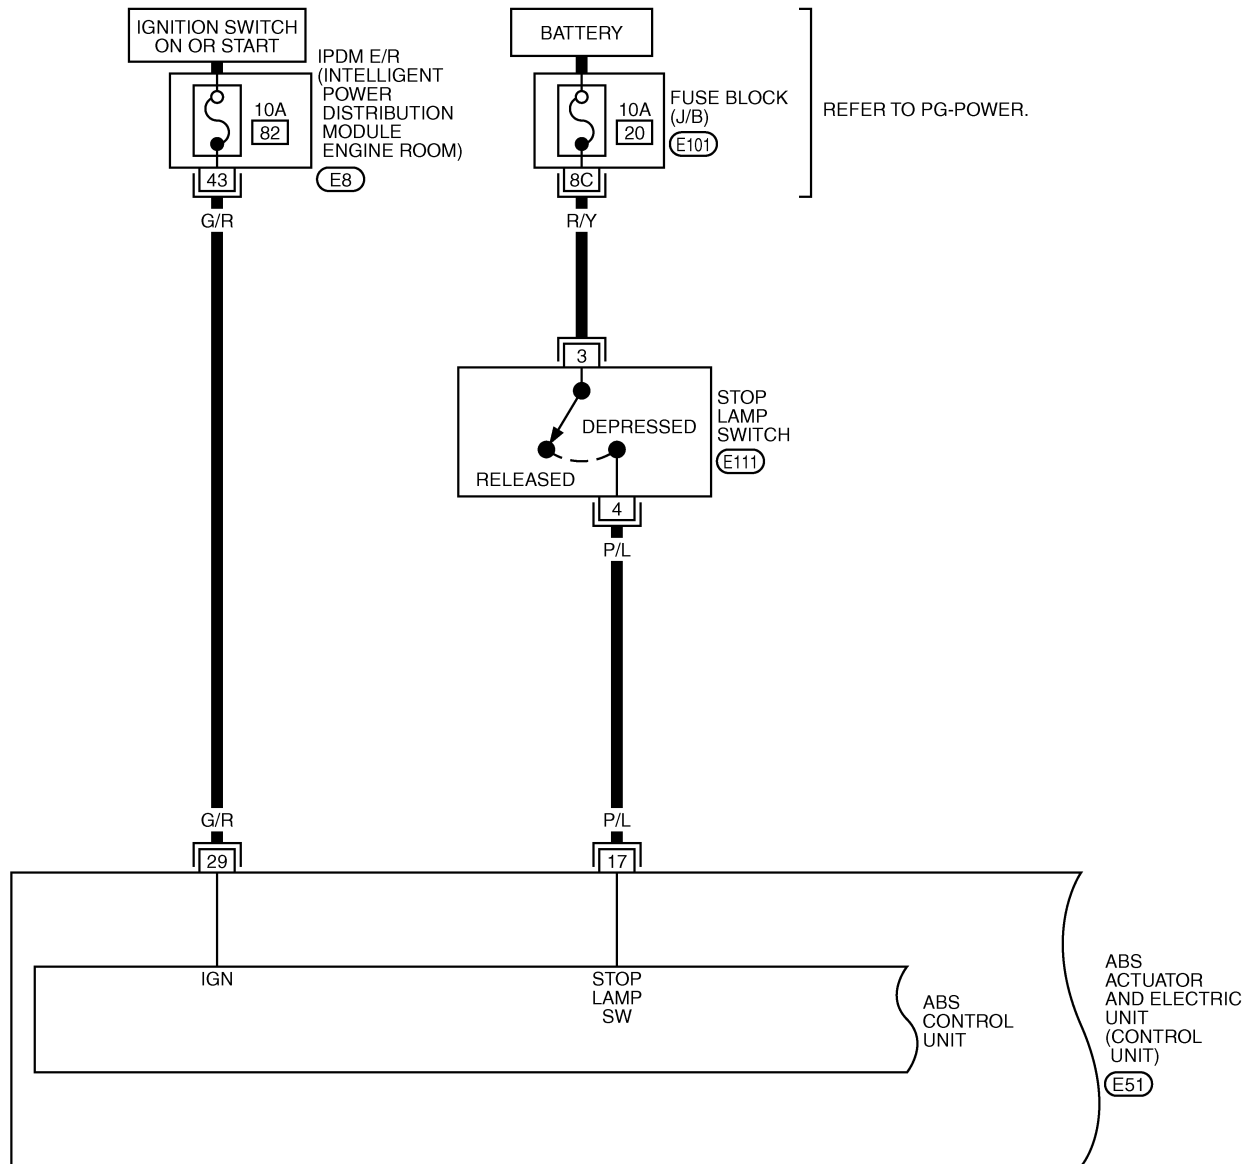 IGNITION SWITCH
ON OR START
IPDM E/R
(INTELLIGENT
POWER
DISTRIBUTION
MODULE
ENGINE ROOM)
10A
82
43
E8
G/R
BATTERY
10A
20
FUSE BLOCK
(J/B)
E101
8C
R/Y
REFER TO PG-POWER.
3
DEPRESSED
RELEASED
STOP
LAMP
SWITCH
E111
4
P/L
G/R
P/L
29
17
IGN
STOP
LAMP
SW
ABS
CONTROL
UNIT
ABS
ACTUATOR
AND ELECTRIC
UNIT
(CONTROL
UNIT)
E51